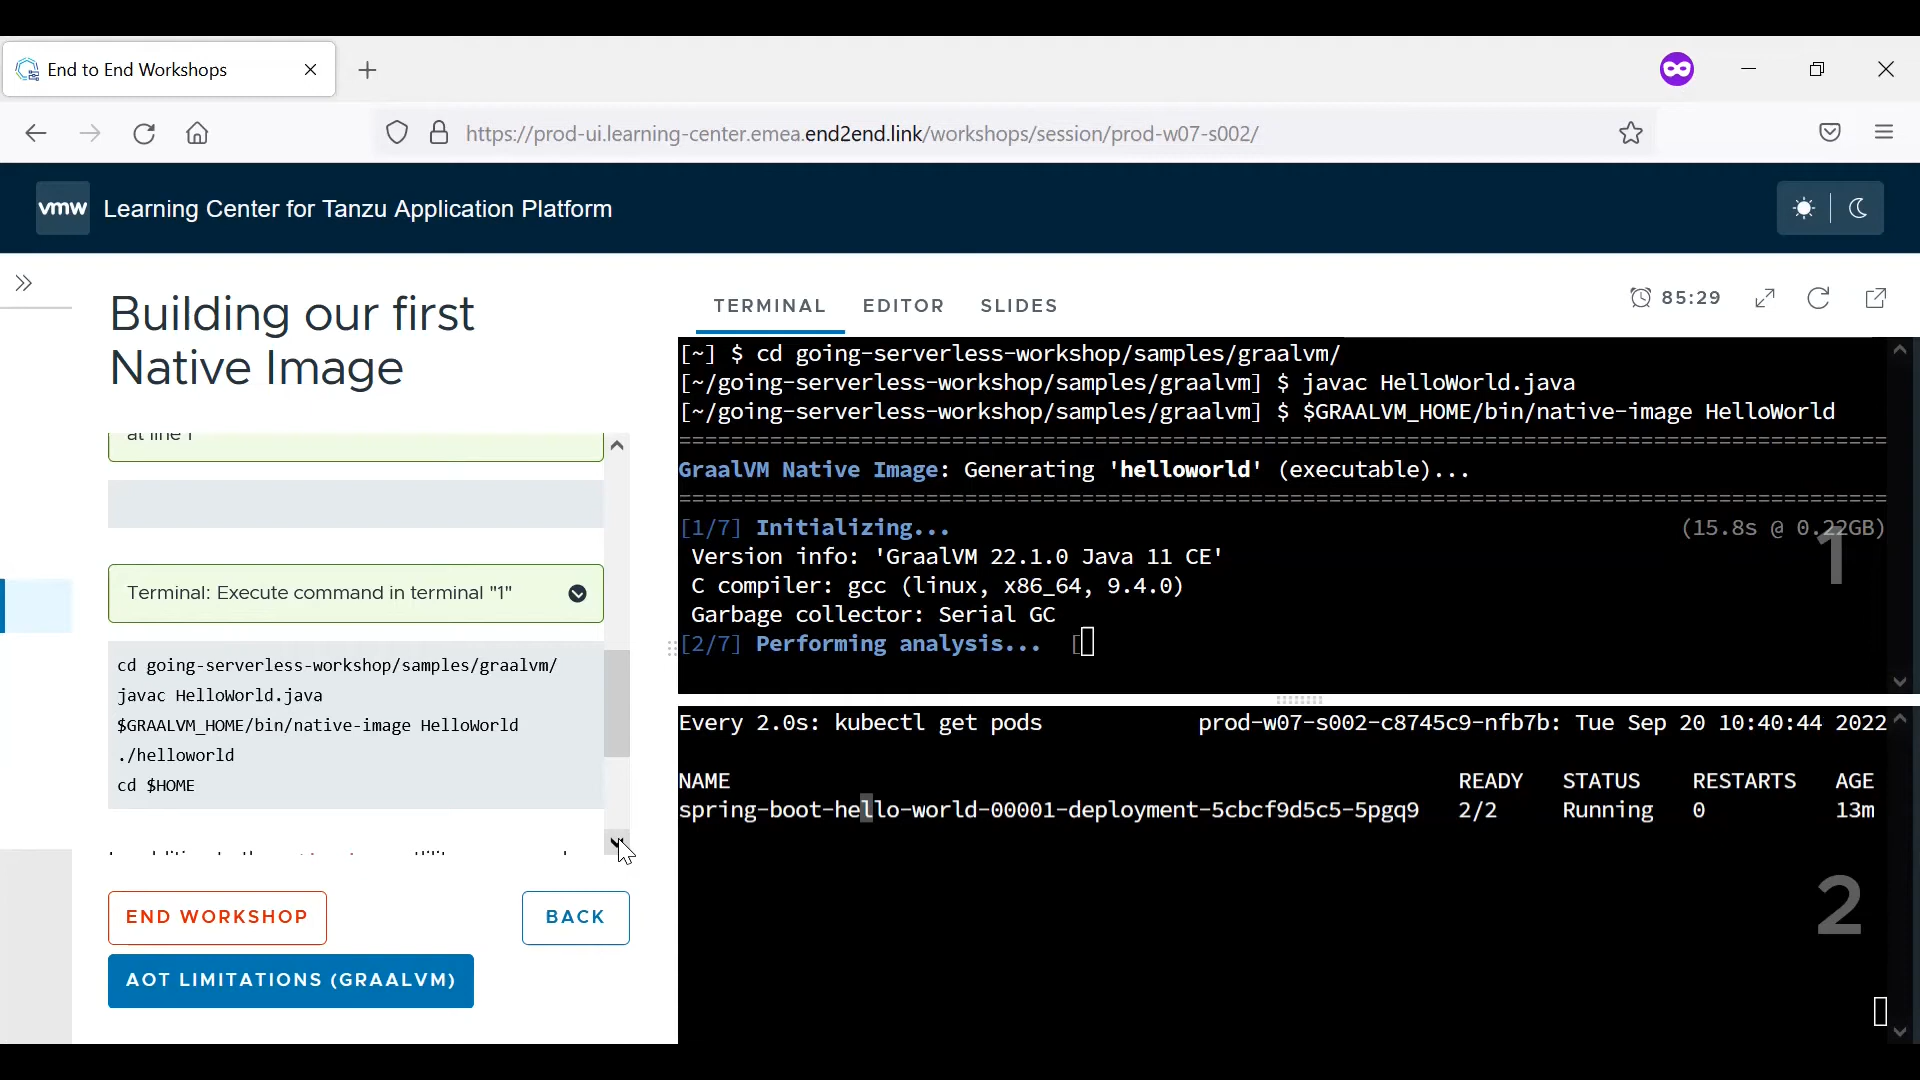 End to End Workshops
https://prod-ui.learning-center.emea.end2end.link/workshops/session/prod-w07-s002/
vmw Learning Center for Tanzu Application Platform
Building our first
Native Image
at line 1
Terminal: Execute command in terminal "1"
cd going-serverless-workshop/samples/graalvm/
javac HelloWorld.java
$GRAALVM_HOME/bin/native-image HelloWorld
./helloworld
cd $HOME
END WORKSHOP
BACK
AOT LIMITATIONS (GRAALVM)
TERMINAL EDITOR SLIDES
85:29
[~] $ cd going-serverless-workshop/samples/graalvm/
[~/going-serverless-workshop/samples/graalvm] $ javac HelloWorld.java
[~/going-serverless-workshop/samples/graalvm] $ $GRAALVM_HOME/bin/native-image HelloWorld
GraalVM Native Image: Generating 'helloworld' (executable)...
[1/7] Initializing... (15.8s @ 0.22GB)
Version info: 'GraalVM 22.1.0 Java 11 CE'
C compiler: gcc (linux, x86_64, 9.4.0)
Garbage collector: Serial GC
[2/7] Performing analysis... [
1
Every 2.0s: kubectl get pods prod-w07-s002-c8745c9-nfb7b: Tue Sep 20 10:40:44 2022
NAME READY STATUS RESTARTS AGE
spring-boot-hello-world-00001-deployment-5cbcf9d5c5-5pgq9 2/2 Running 0 13m
2